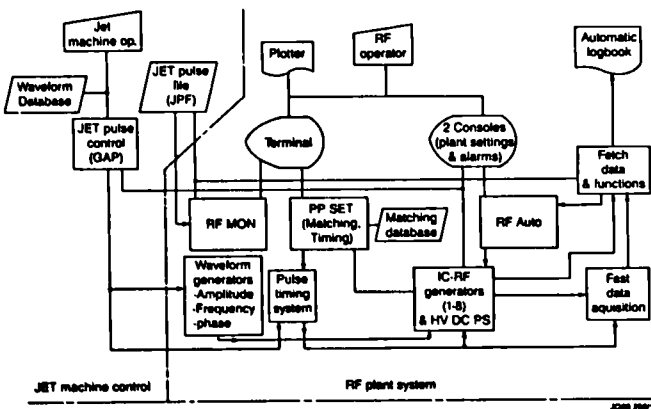 Jet
machine op.
Waveform
Database
JET pulse
control
(GAP)
JET pulse
file
(JPF)
Plotter
RF
operator
Automatic
logbook
Terminal
2 Consoles
(plant settings
& alarms)
Fetch
data
& functions
RF MON
PP SET
(Matching,
Timing)
Matching
database
RF Auto
Waveform
generators
-Amplitude
-Frequency
-phase
Pulse
timing
system
IC-RF
generators
(1-8)
& HV DC PS
Fast
data
aquisition
JET machine control
RF plant system